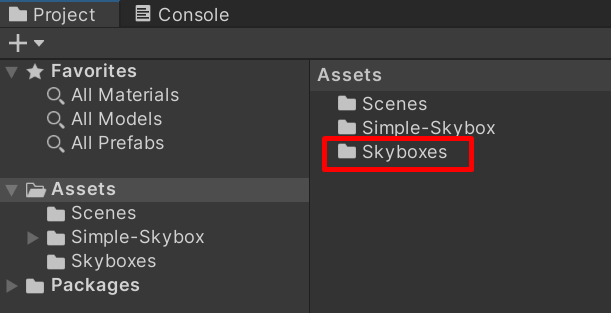 Project
Console
Favorites
All Materials
All Models
All Prefabs
Assets
Scenes
Simple-Skybox
Skyboxes
Packages
Assets
Scenes
Simple-Skybox
Skyboxes